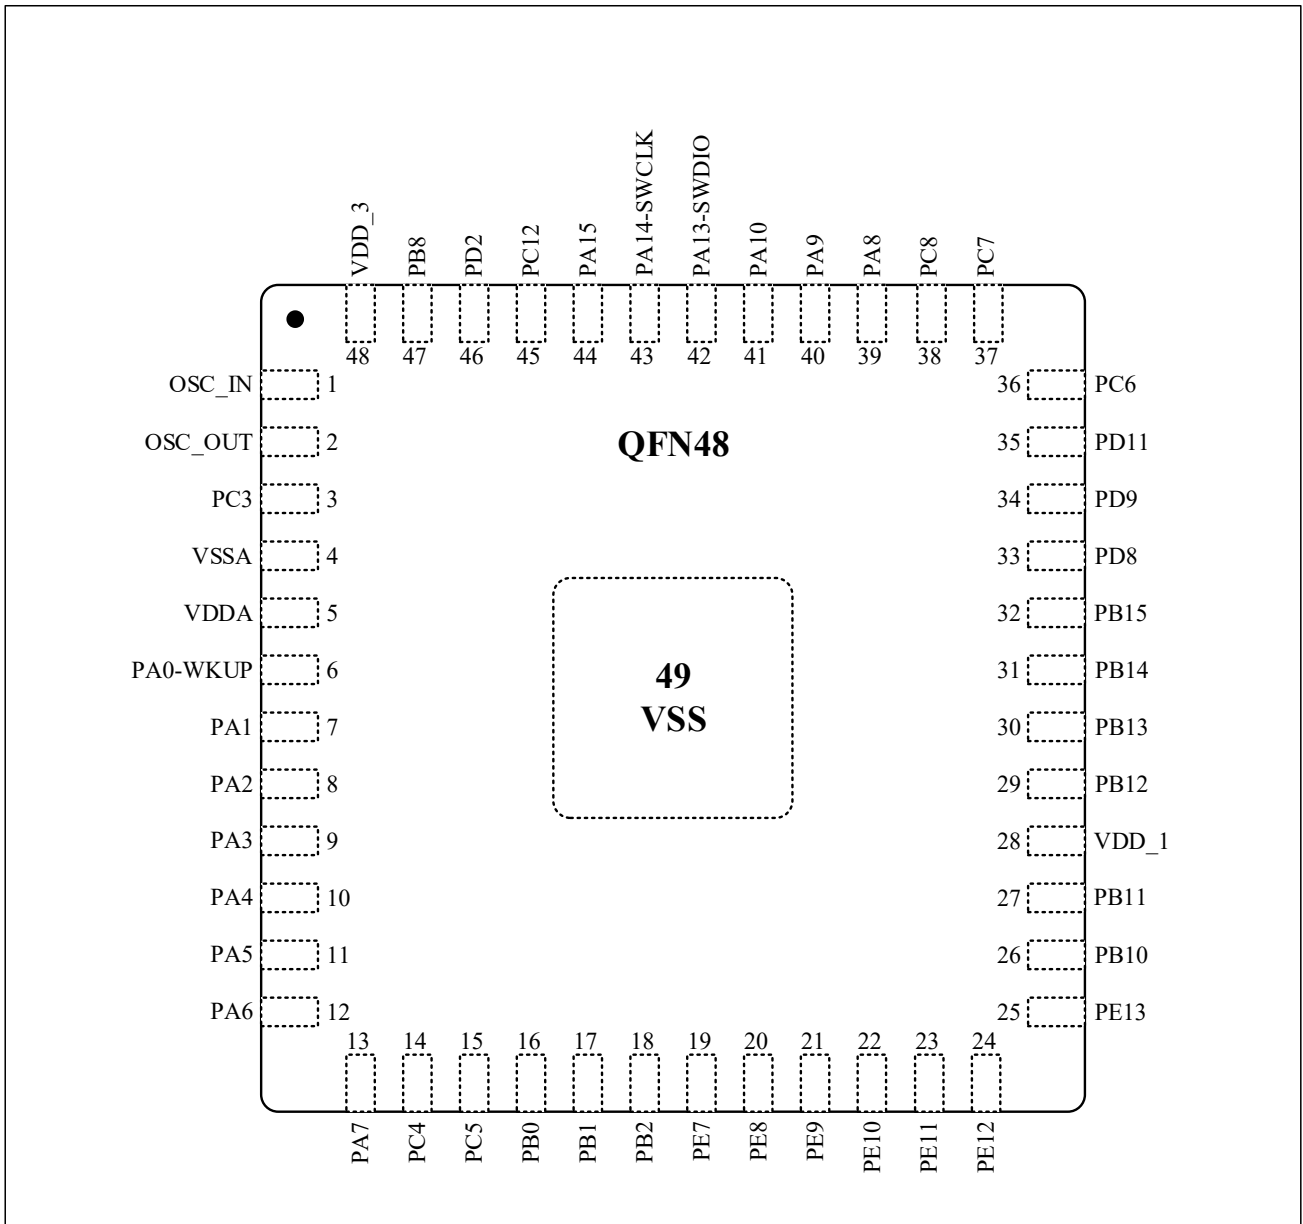 VDD_3 PB8 PD2 PC12 PA15 PA14-SWCLK PA13-SWDIO PA10 PA9 PA8 PC8 PC7
48 47 46 45 44 43 42 41 40 39 38 37
OSC_IN 1 36 PC6
OSC_OUT 2 QFN48 35 PD11
PC3 3 34 PD9
VSSA 4 33 PD8
VDDA 5 32 PB15
PA0-WKUP 6 49 31 PB14
VSS
PA1 7 30 PB13
PA2 8 29 PB12
PA3 9 28 VDD_1
PA4 10 27 PB11
PA5 11 26 PB10
PA6 12 25 PE13
13 14 15 16 17 18 19 20 21 22 23 24
PA7 PC4 PC5 PB0 PB1 PB2 PE7 PE8 PE9 PE10 PE11 PE12